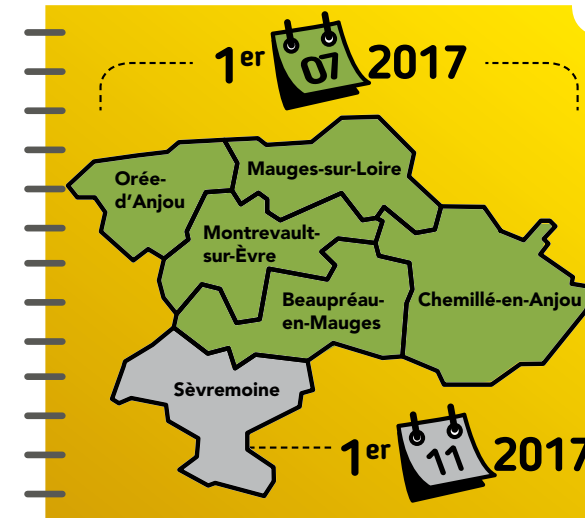 1er 07 2017
Orée-
d'Anjou
Mauges-sur-Loire
Montrevault-
sur-Èvre
Beaupréau-
en-Mauges
Chemillé-en-Anjou
Sèvremoine
1er 11 2017